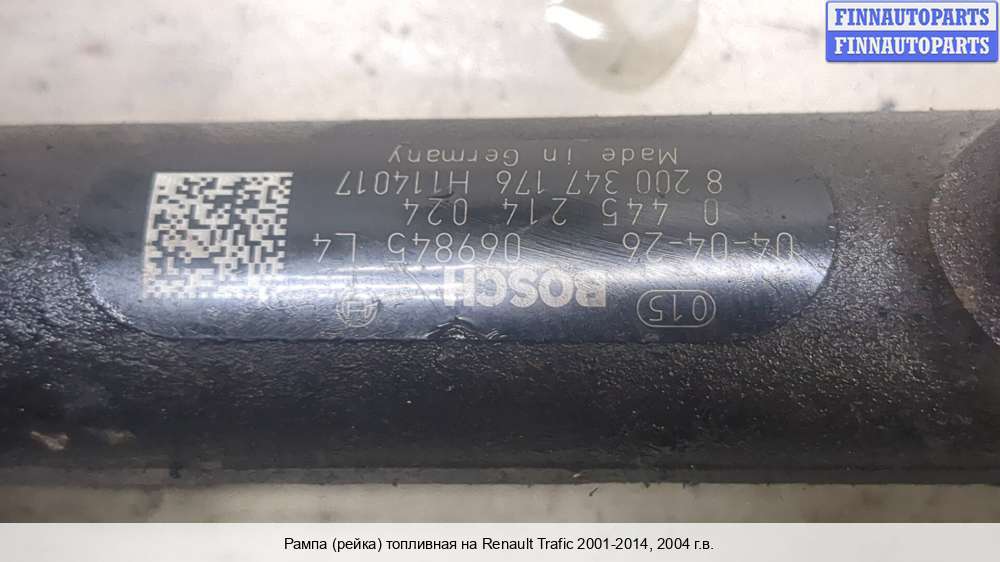 FINNAUTOPARTS
FINNAUTOPARTS
015 BOSCH
04-04-26 069845 L4
0 445 214 024
8 200 347 176 H114017
Made in Germany
Рампа (рейка) топливная на Renault Trafic 2001-2014, 2004 г.в.